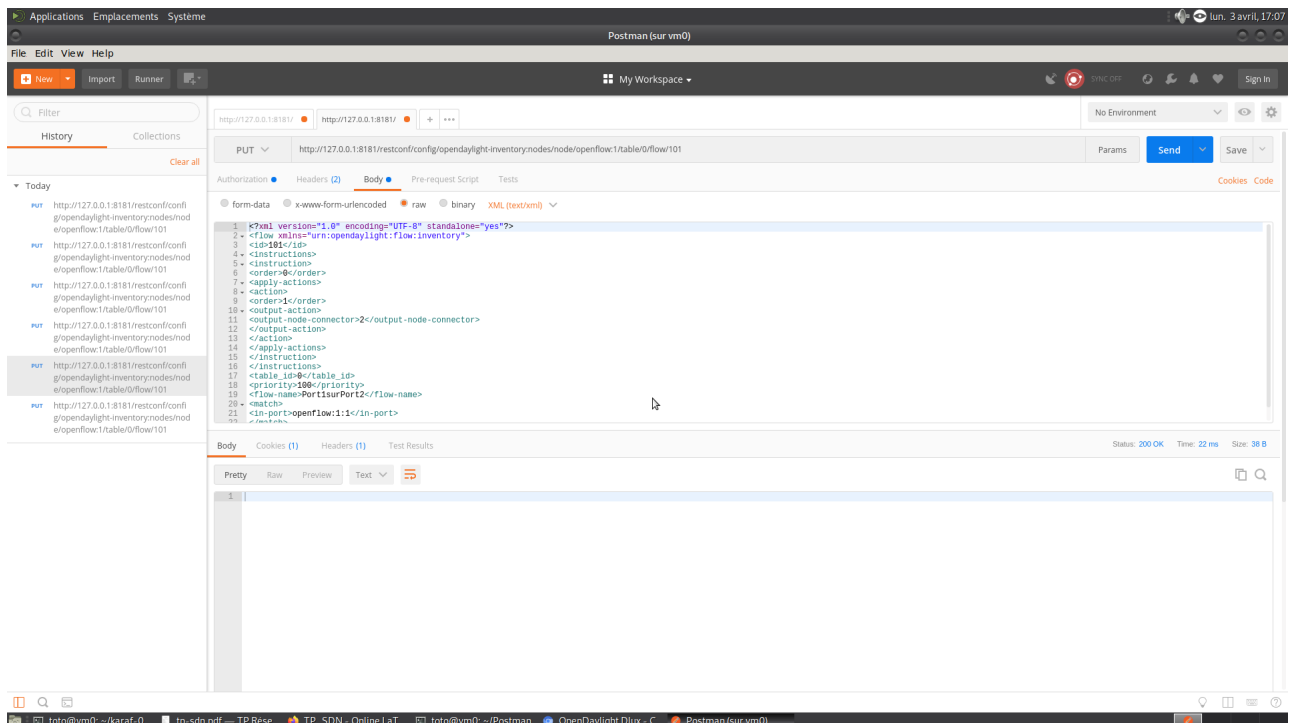 Applications Emplacements Système
lun. 3 avril, 17:07
Postman (sur vm0)
File Edit View Help
New Import Runner
My Workspace
SYNC OFF
Sign In
Filter
History Collections
Clear all
Today
PUT http://127.0.0.1:8181/restconf/confi
g/opendaylight-inventory:nodes/nod
e/openflow:1/table/0/flow/101
PUT http://127.0.0.1:8181/restconf/confi
g/opendaylight-inventory:nodes/nod
e/openflow:1/table/0/flow/101
PUT http://127.0.0.1:8181/restconf/confi
g/opendaylight-inventory:nodes/nod
e/openflow:1/table/0/flow/101
PUT http://127.0.0.1:8181/restconf/confi
g/opendaylight-inventory:nodes/nod
e/openflow:1/table/0/flow/101
PUT http://127.0.0.1:8181/restconf/confi
g/opendaylight-inventory:nodes/nod
e/openflow:1/table/0/flow/101
PUT http://127.0.0.1:8181/restconf/confi
g/opendaylight-inventory:nodes/nod
e/openflow:1/table/0/flow/101
http://127.0.0.1:8181/ http://127.0.0.1:8181/ + •••
No Environment
PUT http://127.0.0.1:8181/restconf/config/opendaylight-inventory:nodes/node/openflow:1/table/0/flow/101
Params Send Save
Authorization Headers (2) Body Pre-request Script Tests
Cookies Code
form-data x-www-form-urlencoded raw binary XML (text/xml)
1 <?xml version="1.0" encoding="UTF-8" standalone="yes"?>
2 <flow xmlns="urn:opendaylight:flow:inventory">
3 <id>101</id>
4 <instructions>
5 <instruction>
6 <order>0</order>
7 <apply-actions>
8 <action>
9 <order>1</order>
10 <output-action>
11 <output-node-connector>2</output-node-connector>
12 </output-action>
13 </action>
14 </apply-actions>
15 </instruction>
16 </instructions>
17 <table_id>0</table_id>
18 <priority>100</priority>
19 <flow-name>Port1surPort2</flow-name>
20 <match>
21 <in-port>openflow:1:1</in-port>
22 </match>
Body Cookies (1) Headers (1) Test Results
Status: 200 OK Time: 22 ms Size: 38 B
Pretty Raw Preview Text
1
toto@vm0: ~/karaf-0... tp-sdn.pdf — TP Rése... TP_SDN - Online LaT... toto@vm0: ~/Postman OpenDaylight Dlux - C... Postman (sur vm0)